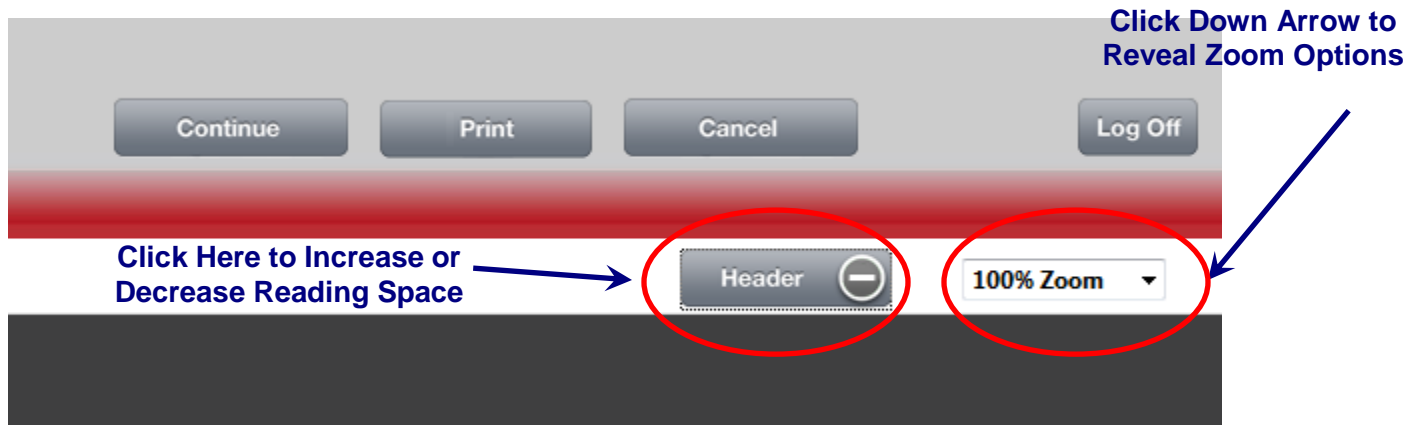 Click Down Arrow to
Reveal Zoom Options
Continue
Print
Cancel
Log Off
Click Here to Increase or
Decrease Reading Space
Header
100% Zoom